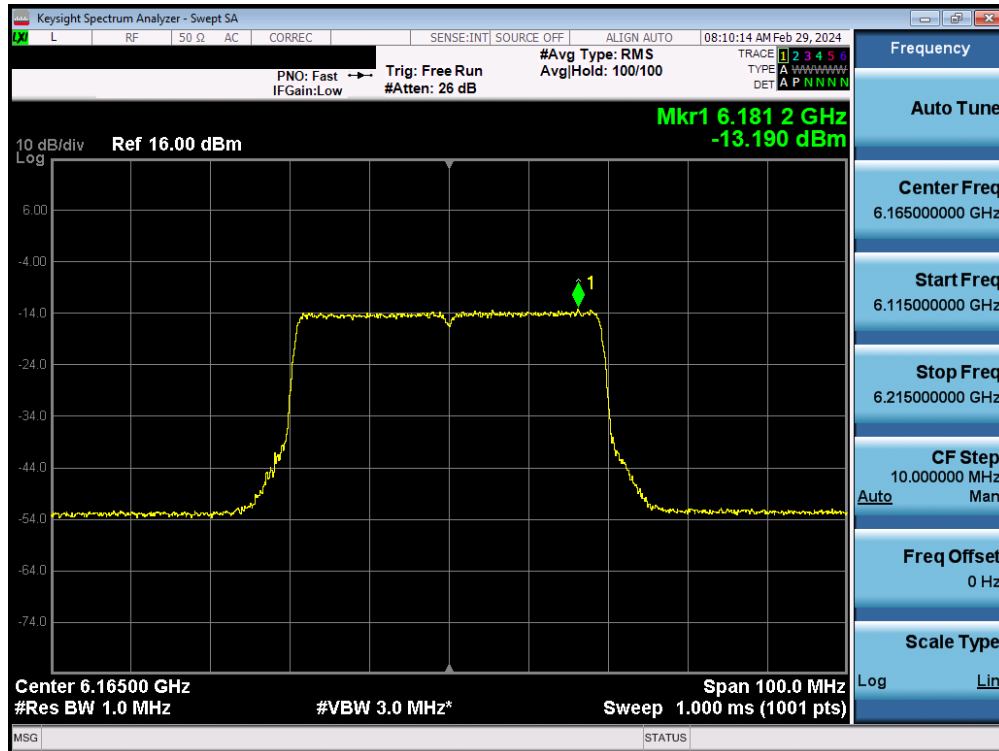 Keysight Spectrum Analyzer - Swept SA
LXI L RF 50 Ω AC CORREC SENSE:INT SOURCE OFF ALIGN AUTO 08:10:14 AM Feb 29, 2024
PNO: Fast
IFGain:Low
Trig: Free Run
#Atten: 26 dB
#Avg Type: RMS
Avg|Hold: 100/100
TRACE 1 2 3 4 5 6
TYPE A WWWWW
DET A P N N N N
Mkr1 6.181 2 GHz
-13.190 dBm
10 dB/div Ref 16.00 dBm
Log
1
6.00
-4.00
-14.0
-24.0
-34.0
-44.0
-54.0
-64.0
-74.0
Center 6.16500 GHz Span 100.0 MHz
#Res BW 1.0 MHz #VBW 3.0 MHz* Sweep 1.000 ms (1001 pts)
MSG STATUS
Frequency
Auto Tune
Center Freq
6.165000000 GHz
Start Freq
6.115000000 GHz
Stop Freq
6.215000000 GHz
CF Step
10.000000 MHz
Auto Man
Freq Offset
0 Hz
Scale Type
Log Lin